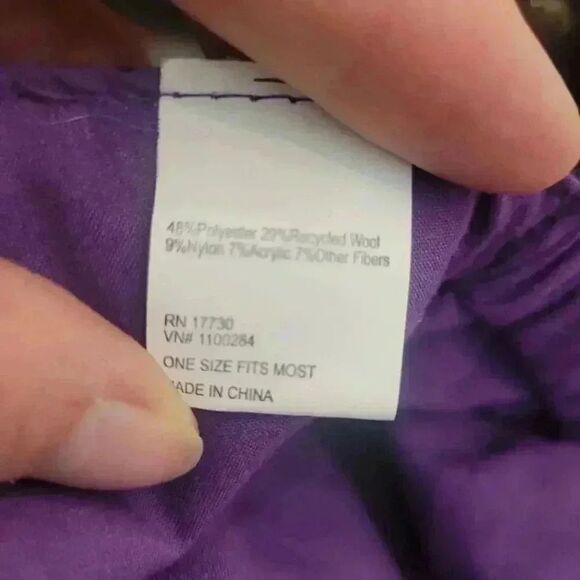 48%Polyester 29%Recycled Wool
9%Nylon 7%Acrylic 7%Other Fibers
RN 17730
VN# 1100284
ONE SIZE FITS MOST
MADE IN CHINA